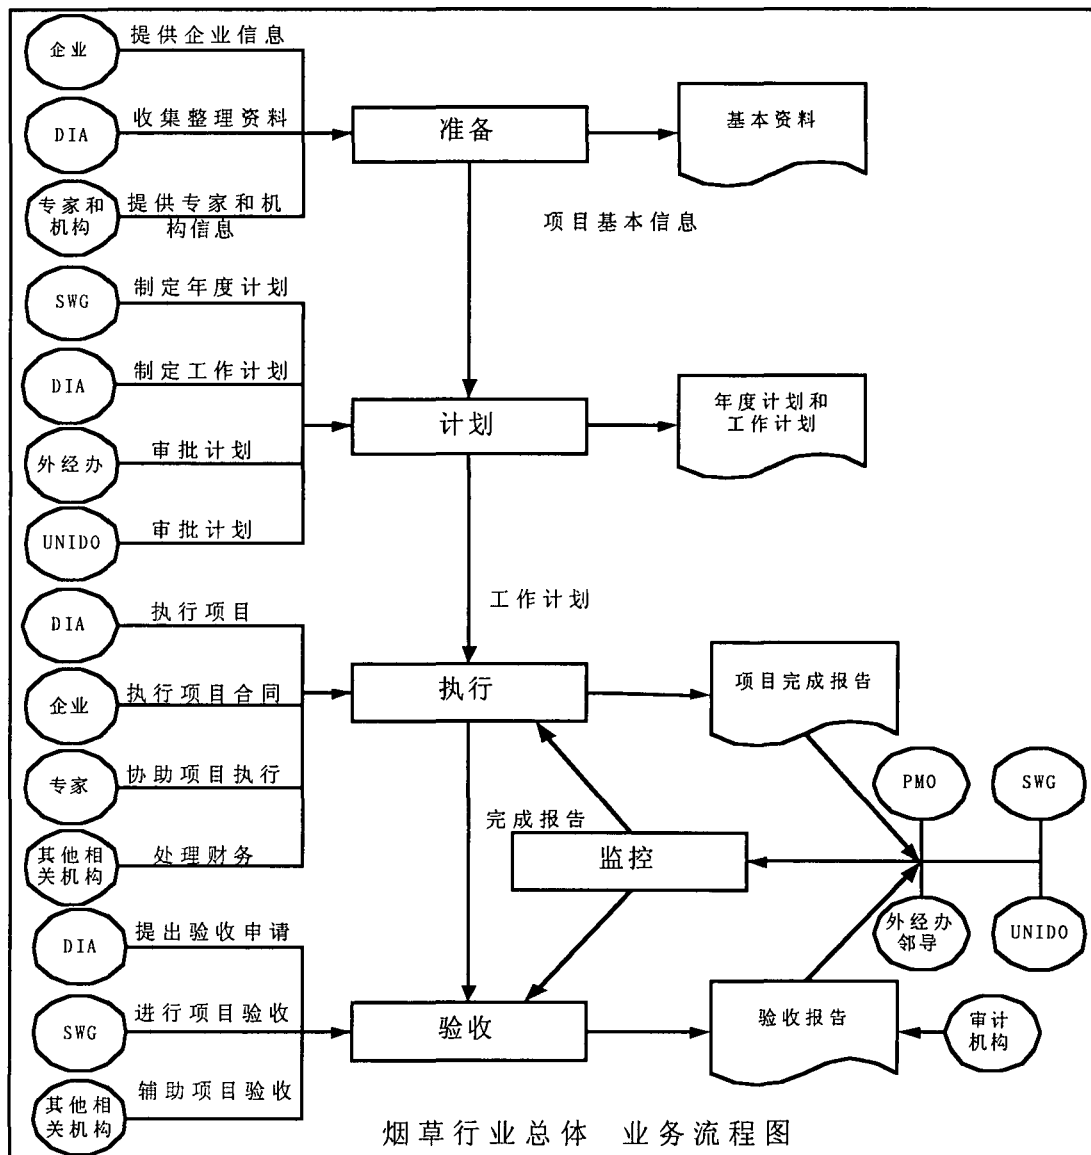 企业
提供企业信息
DIA
收集整理资料
准备
基本资料
专家和
机构
提供专家和机
构信息
项目基本信息
SWG
制定年度计划
DIA
制定工作计划
计划
年度计划和
工作计划
外经办
审批计划
UNIDO
审批计划
工作计划
DIA
执行项目
执行
项目完成报告
企业
执行项目合同
专家
协助项目执行
完成报告
PMO
SWG
其他相
关机构
处理财务
监控
外经办
邻导
UNIDO
DIA
提出验收申请
SWG
进行项目验收
验收
验收报告
审计
机构
其他相
关机构
辅助项目验收
烟草行业总体 业务流程图